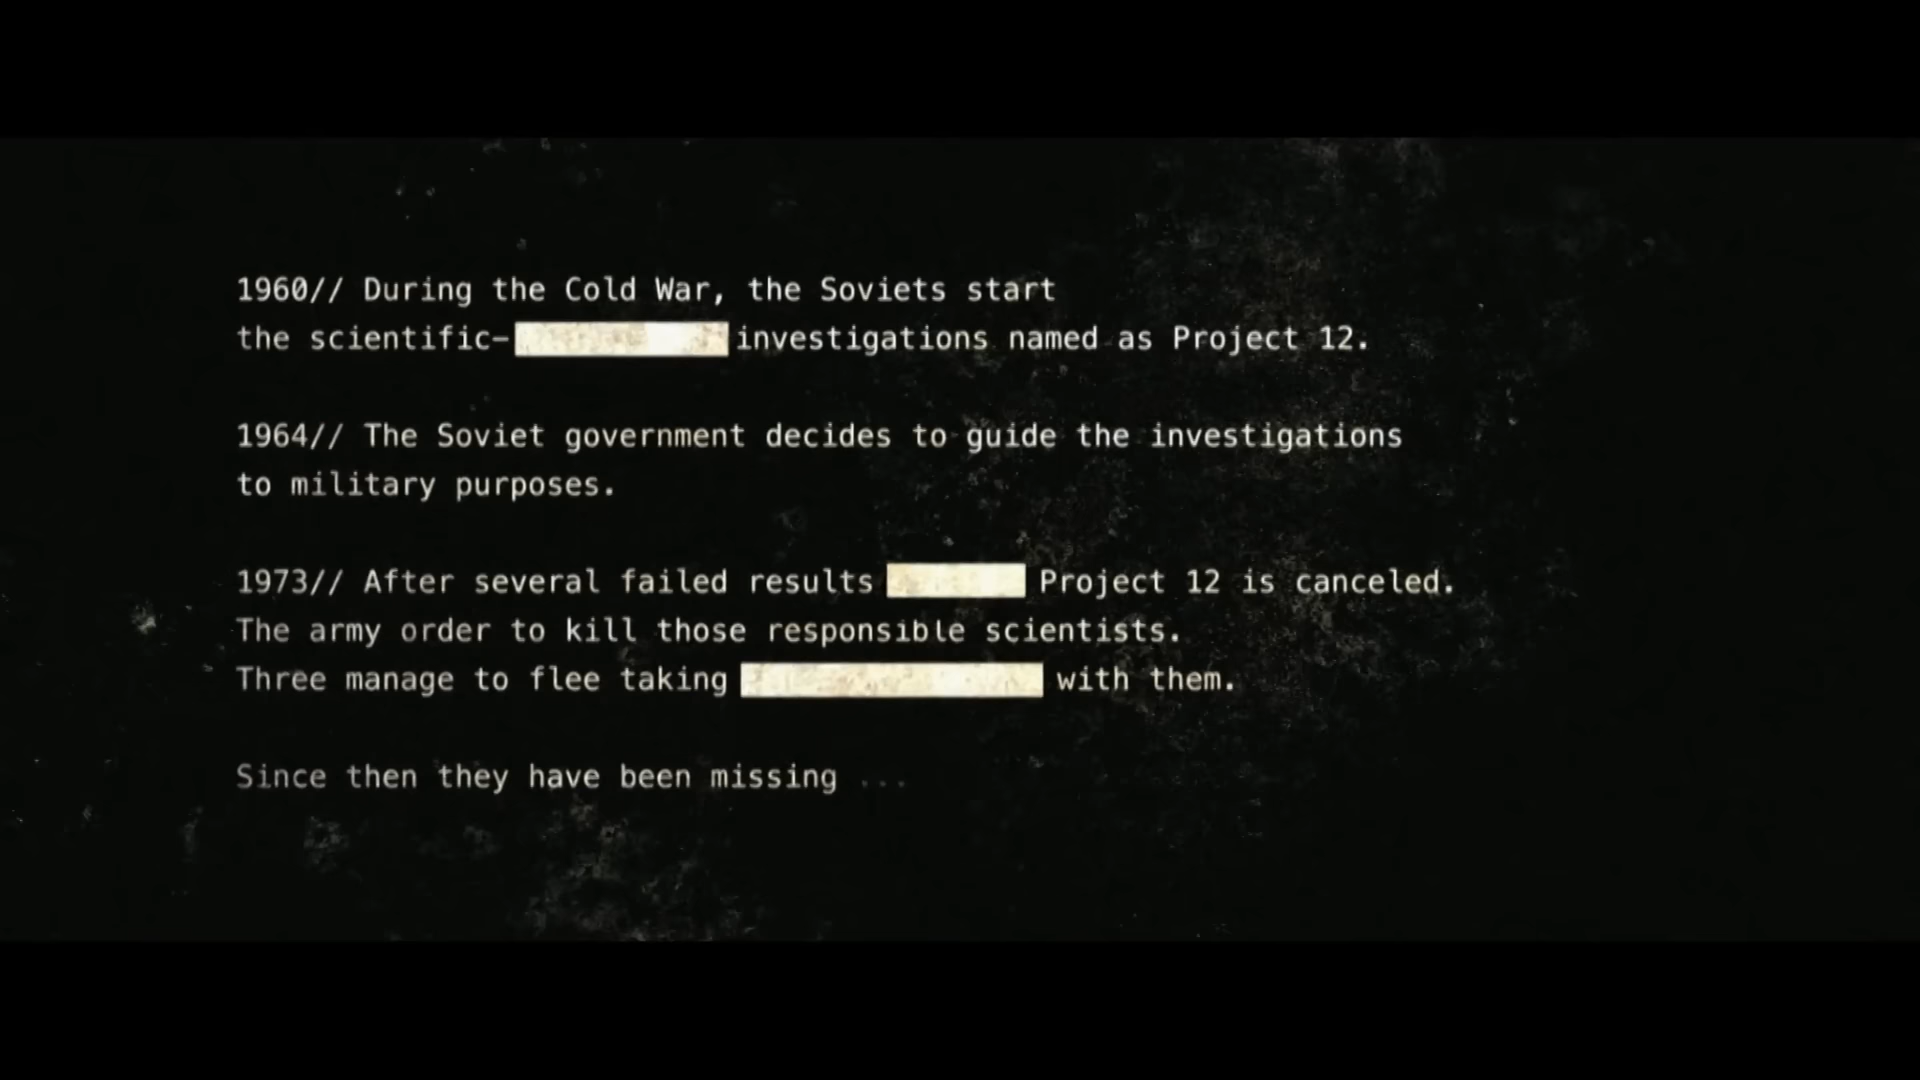 1960// During the Cold War, the Soviets start
the scientific- investigations named as Project 12.
1964// The Soviet government decides to guide the investigations
to military purposes.
1973// After several failed results Project 12 is canceled.
The army order to kill those responsible scientists.
Three manage to flee taking with them.
Since then they have been missing ...